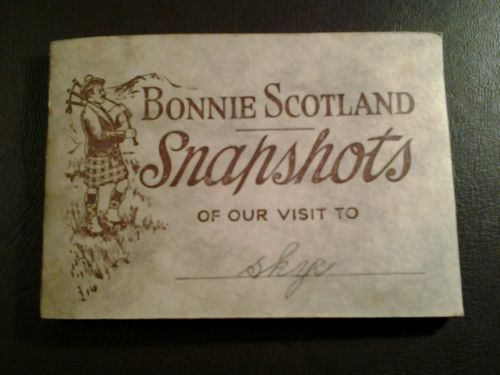 BONNIE SCOTLAND
Snapshots
OF OUR VISIT TO
Skye